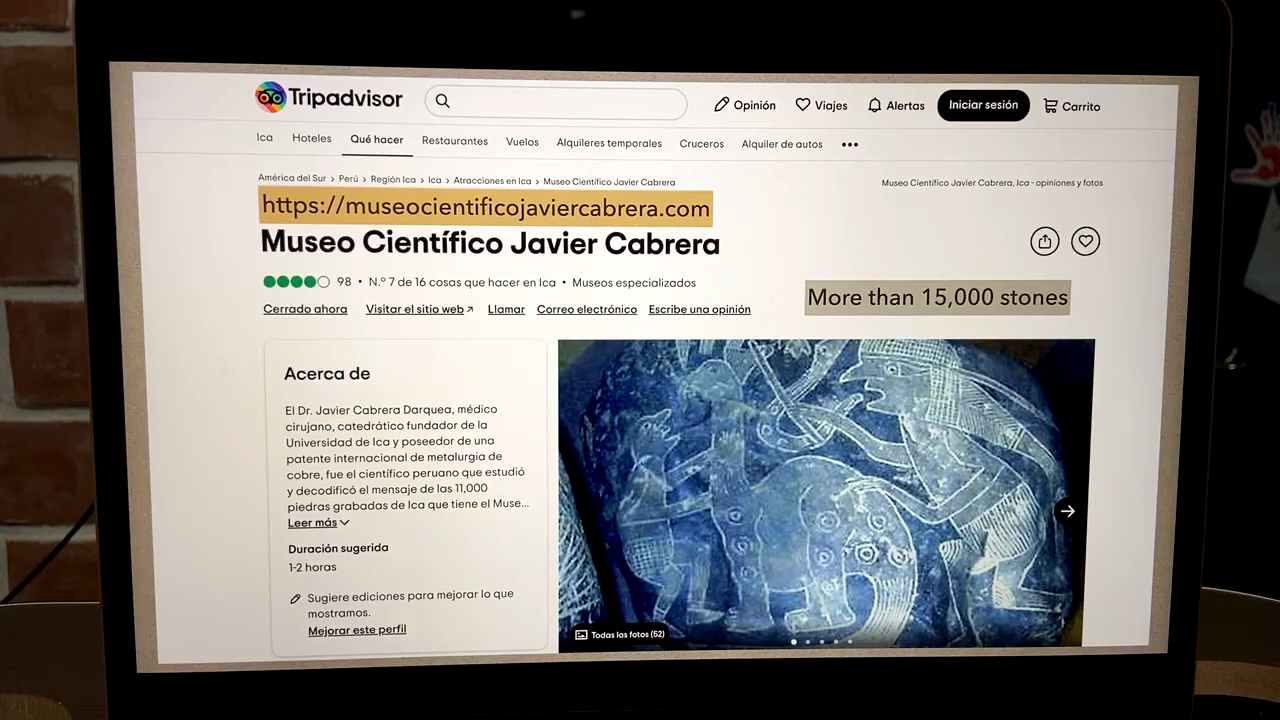 Tripadvisor
Opinión
Viajes
Alertas
Iniciar sesión
Carrito
Ica
Hoteles
Qué hacer
Restaurantes
Vuelos
Alquileres temporales
Cruceros
Alquiler de autos
América del Sur > Perú > Región Ica > Ica > Atracciones en Ica > Museo Científico Javier Cabrera
Museo Científico Javier Cabrera, Ica - opiniones y fotos
https://museocientificojaviercabrera.com
Museo Científico Javier Cabrera
98 • N.º 7 de 16 cosas que hacer en Ica • Museos especializados
More than 15,000 stones
Cerrado ahora
Visitar el sitio web
Llamar
Correo electrónico
Escribe una opinión
Acerca de
El Dr. Javier Cabrera Darquea, médico
cirujano, catedrático fundador de la
Universidad de Ica y poseedor de una
patente internacional de metalurgia de
cobre, fue el científico peruano que estudió
y decodificó el mensaje de las 11,000
piedras grabadas de Ica que tiene el Muse...
Leer más
Duración sugerida
1-2 horas
Sugiere ediciones para mejorar lo que
mostramos.
Mejorar este perfil
Todas las fotos (52)